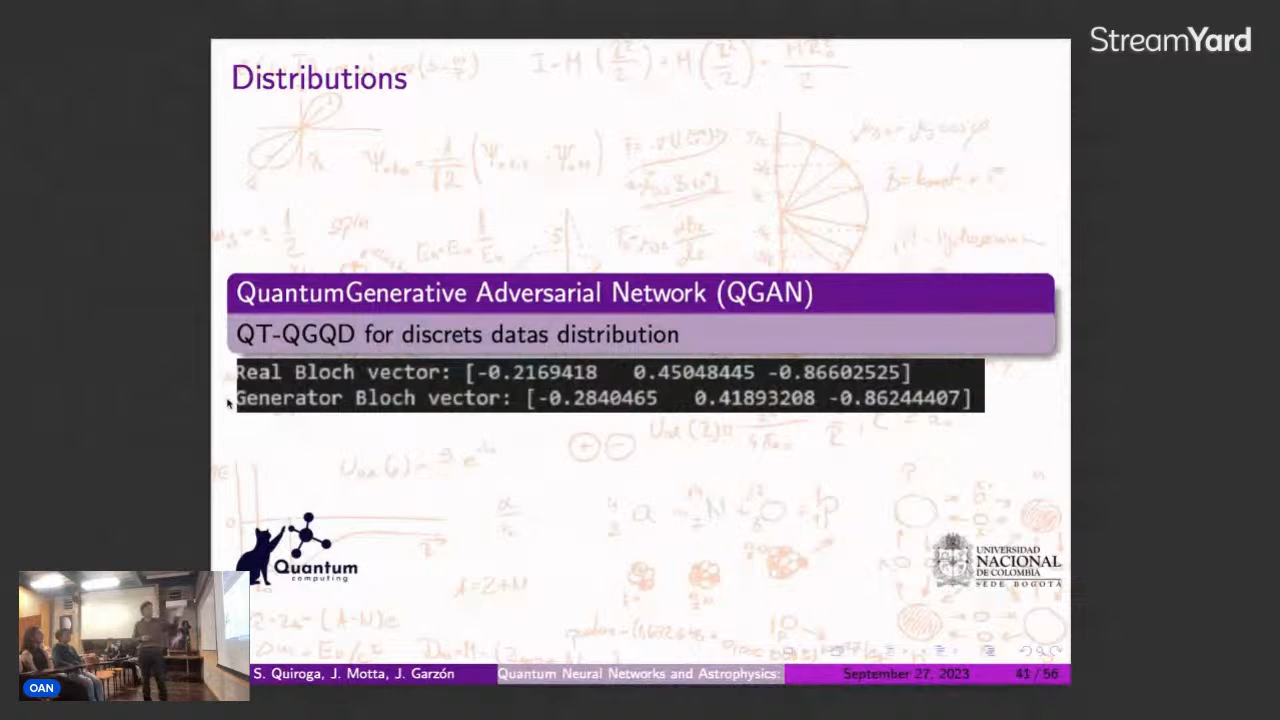 StreamYard
Distributions
QuantumGenerative Adversarial Network (QGAN)
QT-QGQD for discrets datas distribution
Real Bloch vector: [-0.2169418 0.45048445 -0.86602525]
Generator Bloch vector: [-0.2840465 0.41893208 -0.86244407]
Quantum
computing
UNIVERSIDAD
NACIONAL
DE COLOMBIA
SEDE BOGOTÁ
OAN
S. Quiroga, J. Motta, J. Garzón
Quantum Neural Networks and Astrophysics:
September 27, 2023
41 / 56